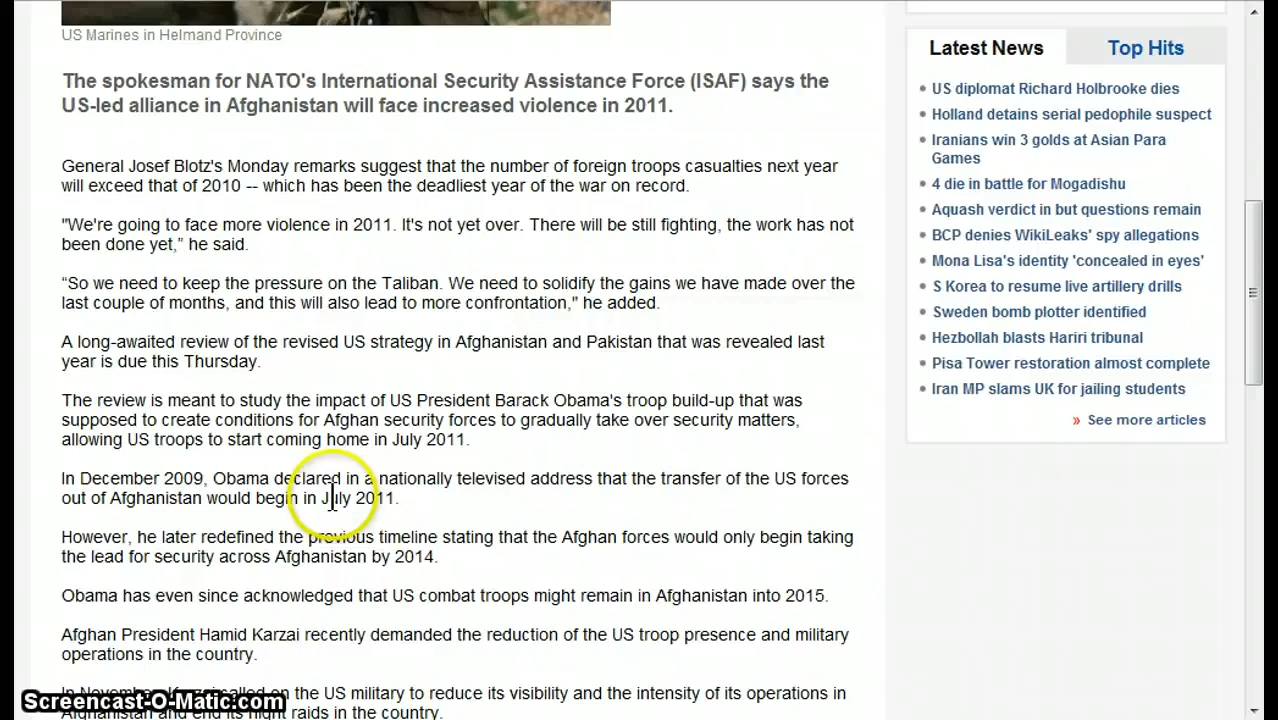 US Marines in Helmand Province
The spokesman for NATO's International Security Assistance Force (ISAF) says the
US-led alliance in Afghanistan will face increased violence in 2011.
General Josef Blotz's Monday remarks suggest that the number of foreign troops casualties next year
will exceed that of 2010 -- which has been the deadliest year of the war on record.
"We're going to face more violence in 2011. It's not yet over. There will be still fighting, the work has not
been done yet,” he said.
“So we need to keep the pressure on the Taliban. We need to solidify the gains we have made over the
last couple of months, and this will also lead to more confrontation," he added.
A long-awaited review of the revised US strategy in Afghanistan and Pakistan that was revealed last
year is due this Thursday.
The review is meant to study the impact of US President Barack Obama's troop build-up that was
supposed to create conditions for Afghan security forces to gradually take over security matters,
allowing US troops to start coming home in July 2011.
In December 2009, Obama declared in a nationally televised address that the transfer of the US forces
out of Afghanistan would begin in July 2011.
However, he later redefined the previous timeline stating that the Afghan forces would only begin taking
the lead for security across Afghanistan by 2014.
Obama has even since acknowledged that US combat troops might remain in Afghanistan into 2015.
Afghan President Hamid Karzai recently demanded the reduction of the US troop presence and military
operations in the country.
In November, Karzai called on the US military to reduce its visibility and the intensity of its operations in
Afghanistan and end its night raids in the country.
Latest News
Top Hits
US diplomat Richard Holbrooke dies
Holland detains serial pedophile suspect
Iranians win 3 golds at Asian Para
Games
4 die in battle for Mogadishu
Aquash verdict in but questions remain
BCP denies WikiLeaks' spy allegations
Mona Lisa's identity 'concealed in eyes'
S Korea to resume live artillery drills
Sweden bomb plotter identified
Hezbollah blasts Hariri tribunal
Pisa Tower restoration almost complete
Iran MP slams UK for jailing students
» See more articles
Screencast-O-Matic.com